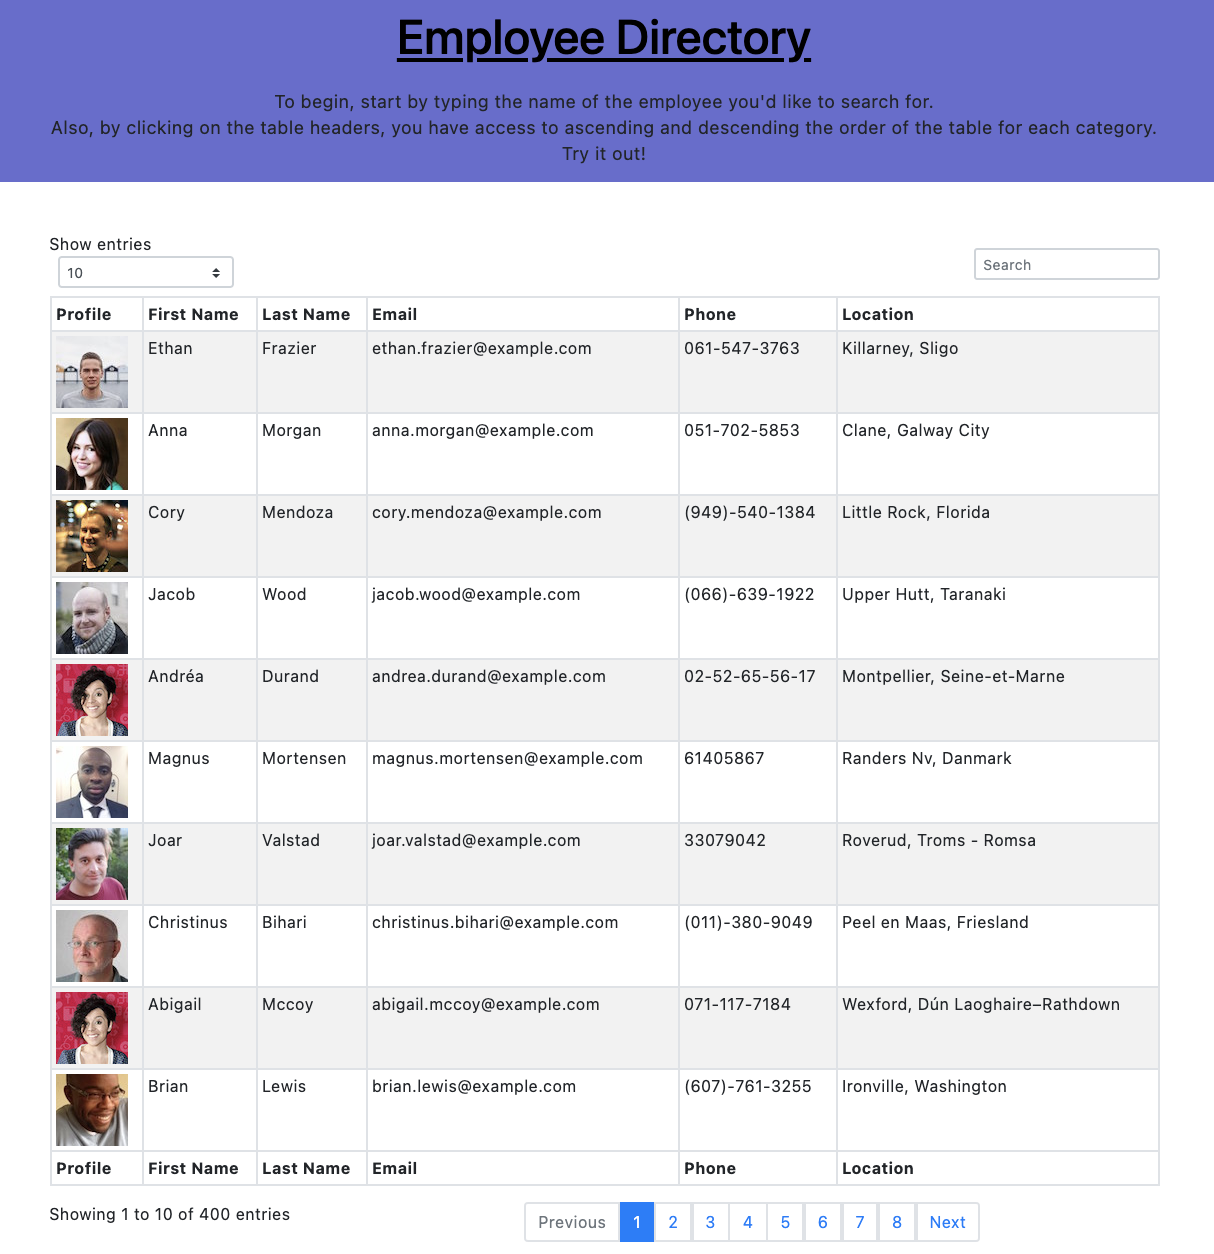 Employee Directory
To begin, start by typing the name of the employee you'd like to search for.
Also, by clicking on the table headers, you have access to ascending and descending the order of the table for each category.
Try it out!
Show entries
10
Search
Profile First Name Last Name Email Phone Location
Ethan Frazier ethan.frazier@example.com 061-547-3763 Killarney, Sligo
Anna Morgan anna.morgan@example.com 051-702-5853 Clane, Galway City
Cory Mendoza cory.mendoza@example.com (949)-540-1384 Little Rock, Florida
Jacob Wood jacob.wood@example.com (066)-639-1922 Upper Hutt, Taranaki
Andréa Durand andrea.durand@example.com 02-52-65-56-17 Montpellier, Seine-et-Marne
Magnus Mortensen magnus.mortensen@example.com 61405867 Randers Nv, Danmark
Joar Valstad joar.valstad@example.com 33079042 Roverud, Troms - Romsa
Christinus Bihari christinus.bihari@example.com (011)-380-9049 Peel en Maas, Friesland
Abigail Mccoy abigail.mccoy@example.com 071-117-7184 Wexford, Dún Laoghaire–Rathdown
Brian Lewis brian.lewis@example.com (607)-761-3255 Ironville, Washington
Profile First Name Last Name Email Phone Location
Showing 1 to 10 of 400 entries
Previous 1 2 3 4 5 6 7 8 Next